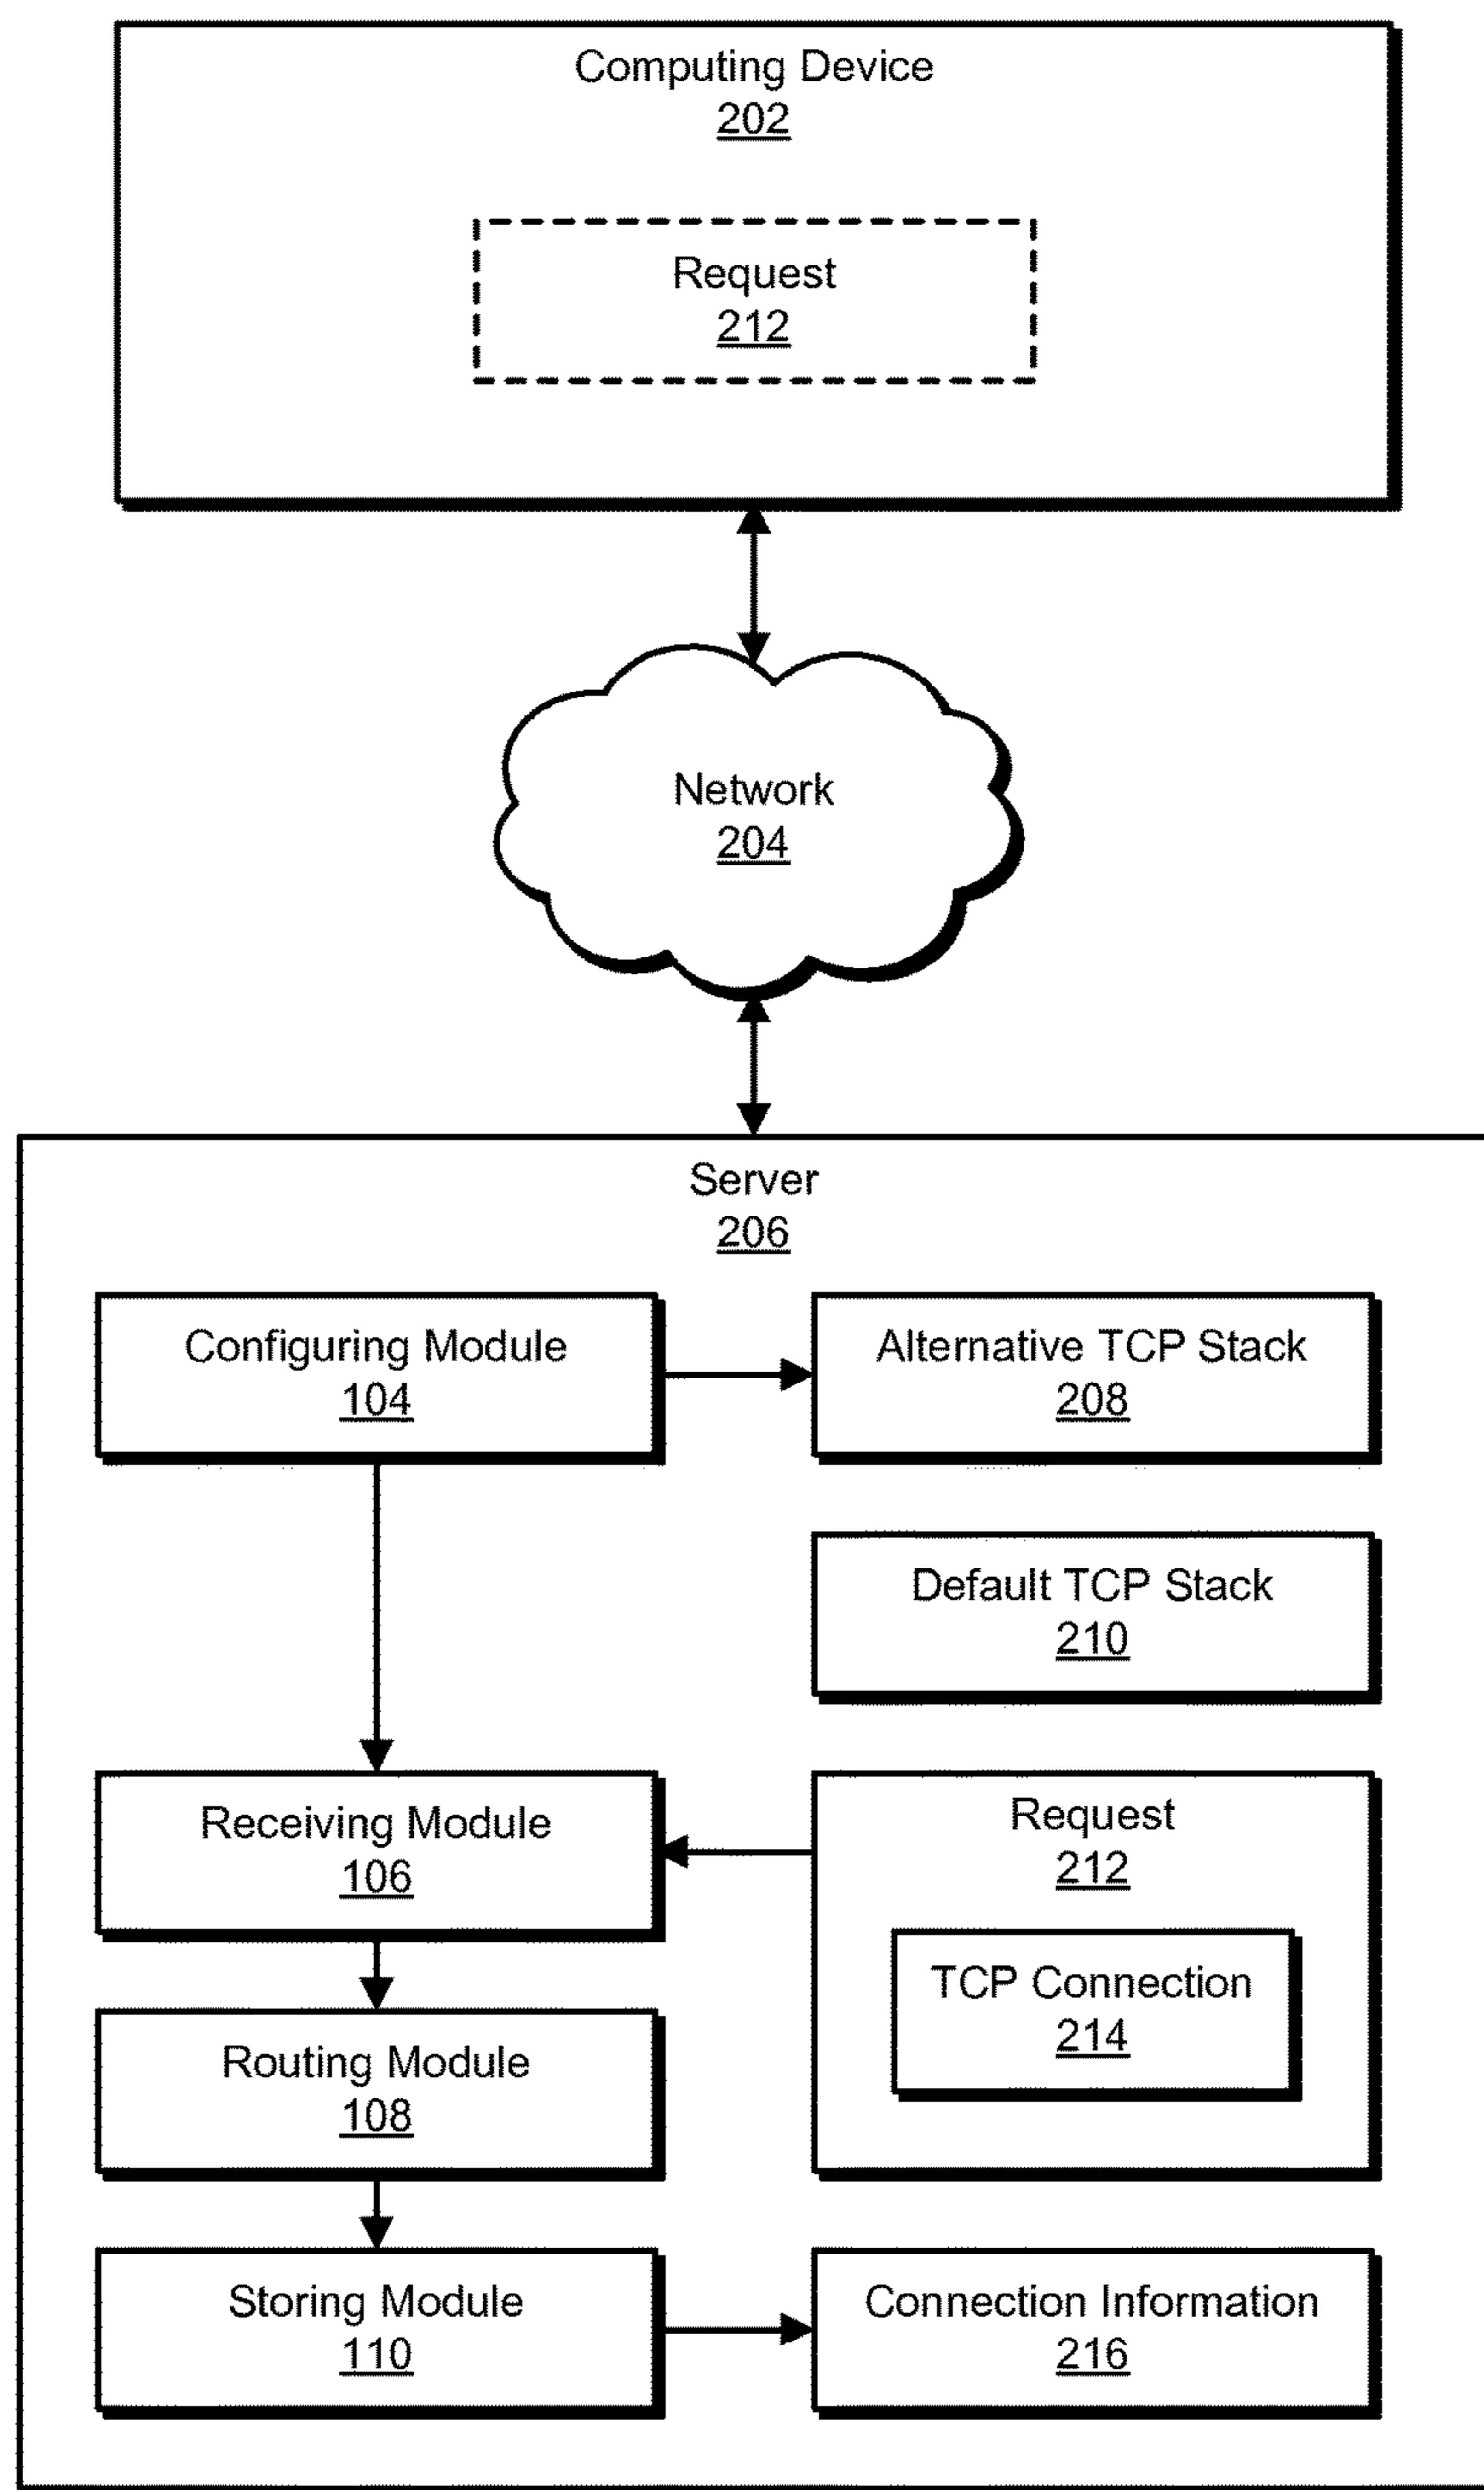 Computing Device
202
Request
212
Network
204
Server
206
Configuring Module
104
Alternative TCP Stack
208
Default TCP Stack
210
Receiving Module
106
Request
212
TCP Connection
214
Routing Module
108
Storing Module
110
Connection Information
216